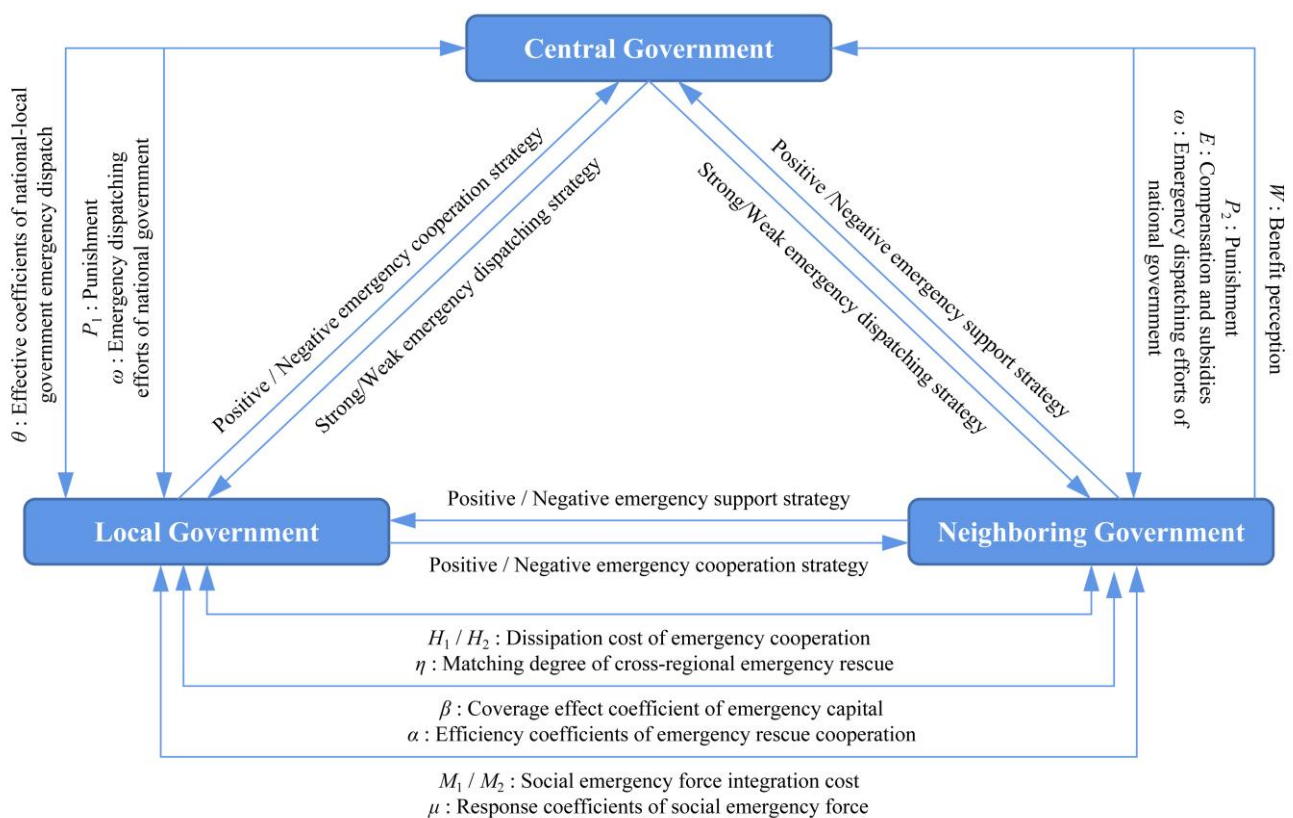 Central Government
θ : Effective coefficients of national-local
government emergency dispatch
P₁ : Punishment
ω : Emergency dispatching
efforts of national government
Positive / Negative emergency cooperation strategy
Strong/Weak emergency dispatching strategy
Positive /Negative emergency support strategy
Strong/Weak emergency dispatching strategy
W : Benefit perception
E : Compensation and subsidies
P₂ : Punishment
ω : Emergency dispatching efforts of
national government
Local Government
Positive / Negative emergency support strategy
Positive / Negative emergency cooperation strategy
Neighboring Government
H₁ / H₂ : Dissipation cost of emergency cooperation
η : Matching degree of cross-regional emergency rescue
β : Coverage effect coefficient of emergency capital
α : Efficiency coefficients of emergency rescue cooperation
M₁ / M₂ : Social emergency force integration cost
μ : Response coefficients of social emergency force